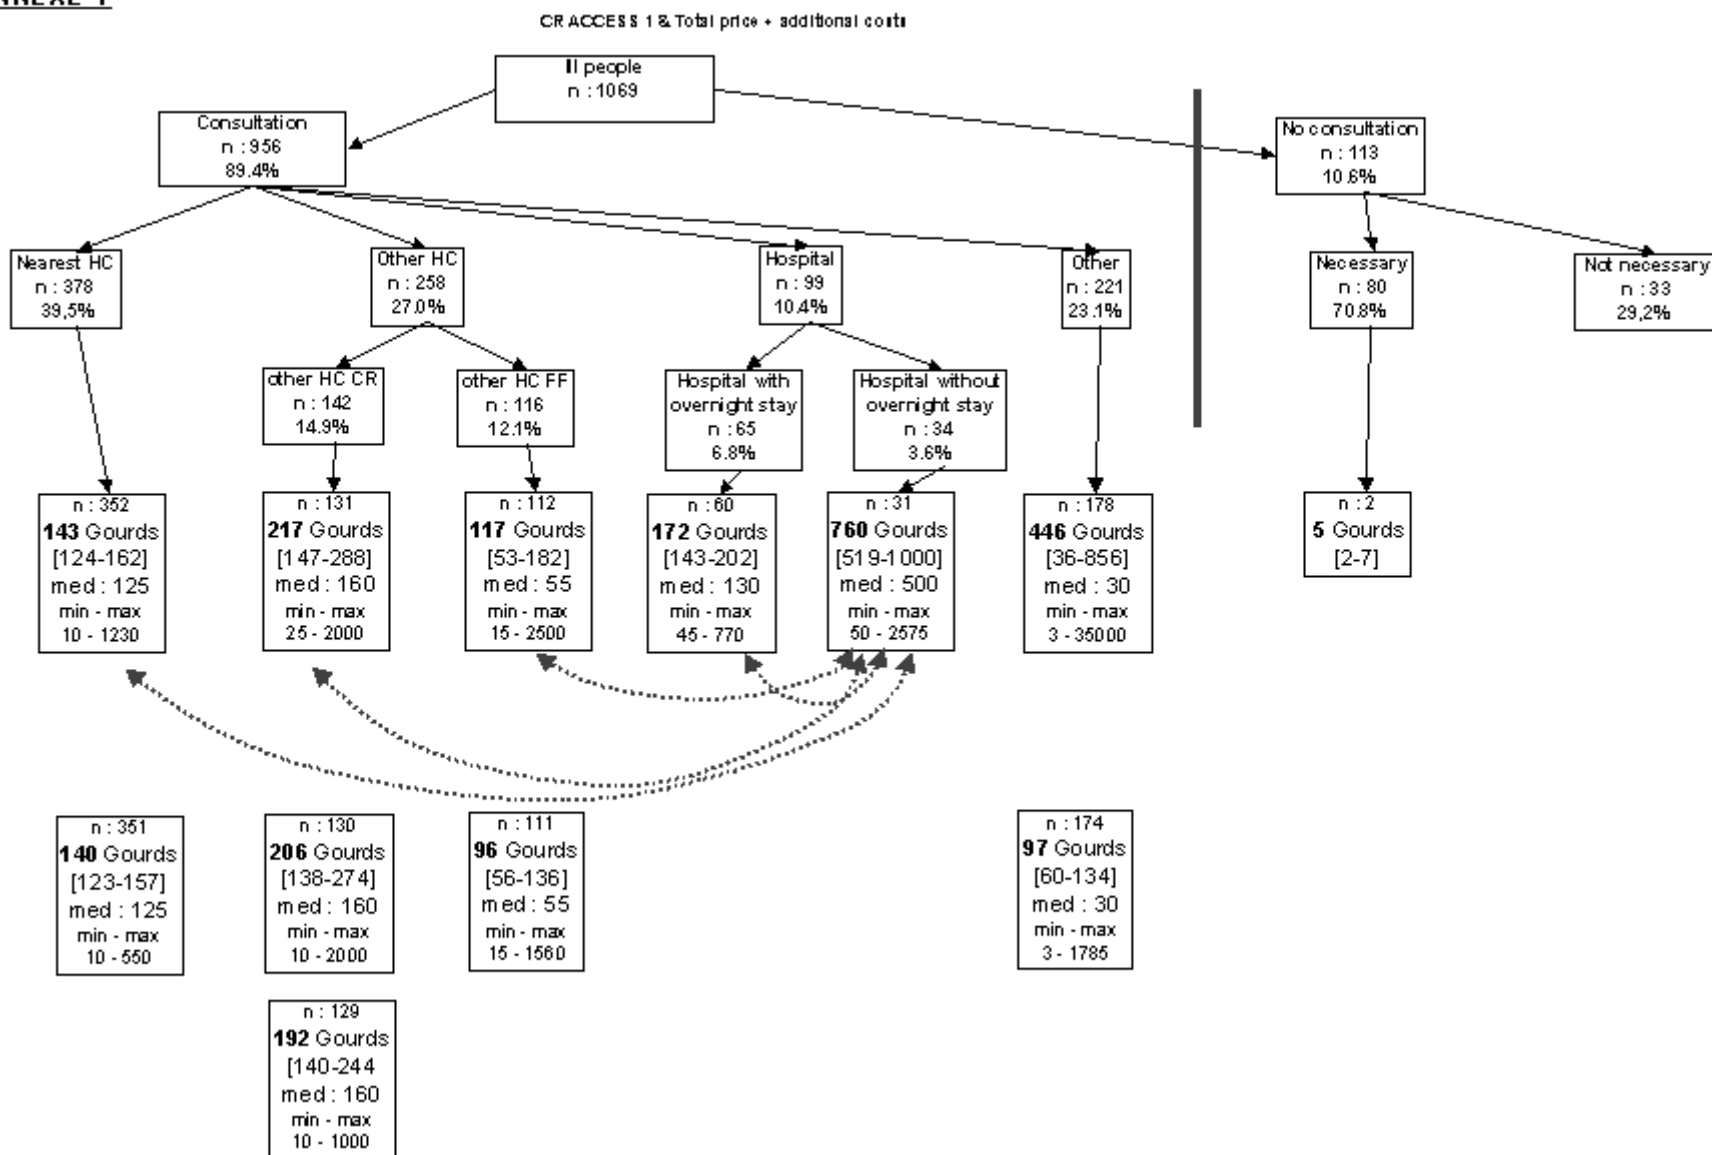 CR ACCESS 1 & Total price + additional costs
Ill people
n : 1069
Consultation
n : 956
89.4%
No consultation
n : 113
10.6%
Nearest HC
n : 378
39,5%
Other HC
n : 258
27.0%
Hospital
n : 99
10.4%
Other
n : 221
23.1%
Necessary
n : 80
70.8%
Not necessary
n : 33
29,2%
other HC CR
n : 142
14.9%
other HC FF
n : 116
12.1%
Hospital with
overnight stay
n : 65
6.8%
Hospital without
overnight stay
n : 34
3.6%
n : 352
143 Gourds
[124-162]
med : 125
min - max
10 - 1230
n : 131
217 Gourds
[147-288]
med : 160
min - max
25 - 2000
n : 112
117 Gourds
[53-182]
med : 55
min - max
15 - 2500
n : 60
172 Gourds
[143-202]
med : 130
min - max
45 - 770
n : 31
760 Gourds
[519-1000]
med : 500
min - max
50 - 2575
n : 178
446 Gourds
[36-856]
med : 30
min - max
3 - 35000
n : 2
5 Gourds
[2-7]
n : 351
140 Gourds
[123-157]
med : 125
min - max
10 - 550
n : 130
206 Gourds
[138-274]
med : 160
min - max
10 - 2000
n : 111
96 Gourds
[56-136]
med : 55
min - max
15 - 1560
n : 174
97 Gourds
[60-134]
med : 30
min - max
3 - 1785
n : 129
192 Gourds
[140-244
med : 160
min - max
10 - 1000